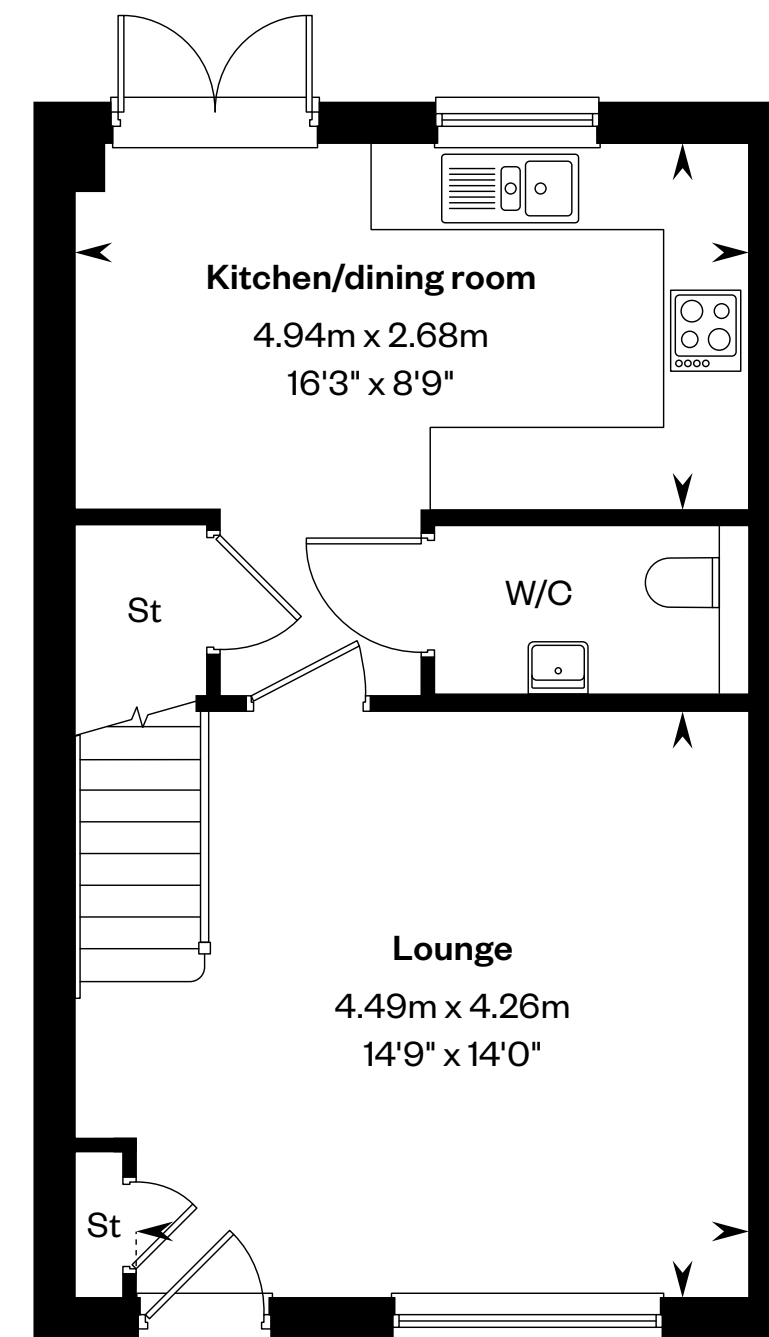 Kitchen/dining room
4.94m x 2.68m
16'3" x 8'9"
St
W/C
Lounge
4.49m x 4.26m
14'9" x 14'0"
St